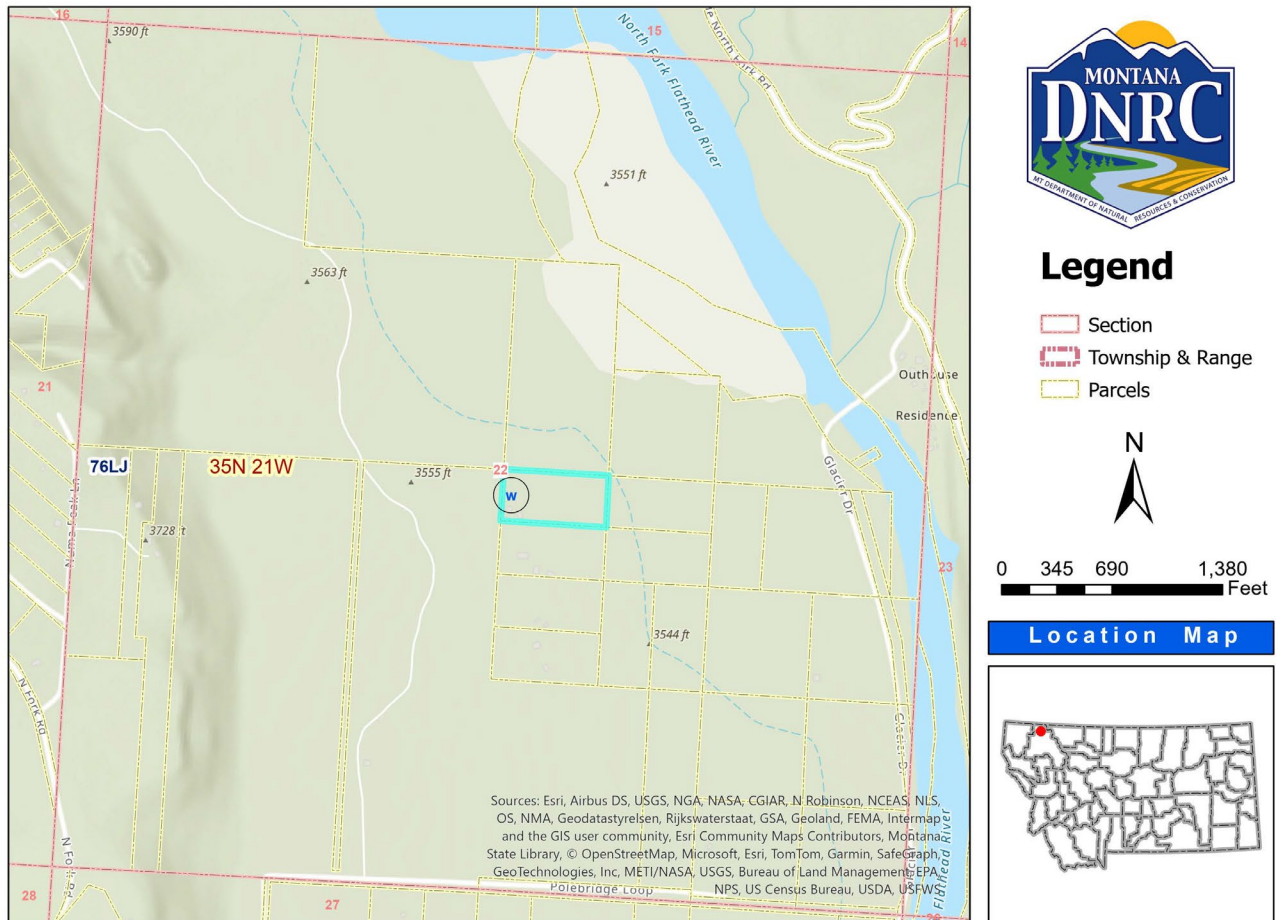 16
3590 ft
15
14
North Fork Flathead River
North Fork Rd
3551 ft
3563 ft
21
Outhouse
Residence
76LJ
35N 21W
3555 ft
22
W
Glacier Dr
3728 ft
23
3544 ft
N Fork Rd
Glacier Dr
Sources: Esri, Airbus DS, USGS, NGA, NASA, CGIAR, N Robinson, NCEAS, NLS,
OS, NMA, Geodatastyrelsen, Rijkswaterstaat, GSA, Geoland, FEMA, Intermap
and the GIS user community, Esri Community Maps Contributors, Montana
State Library, © OpenStreetMap, Microsoft, Esri, TomTom, Garmin, SafeGraph,
GeoTechnologies, Inc, METI/NASA, USGS, Bureau of Land Management, EPA,
NPS, US Census Bureau, USDA, USFWS
Flathead River
N Fork
28
27
Polebridge Loop
MONTANA
DNRC
MT DEPARTMENT OF NATURAL RESOURCES & CONSERVATION
Legend
Section
Township & Range
Parcels
N
0 345 690 1,380
Feet
Location Map